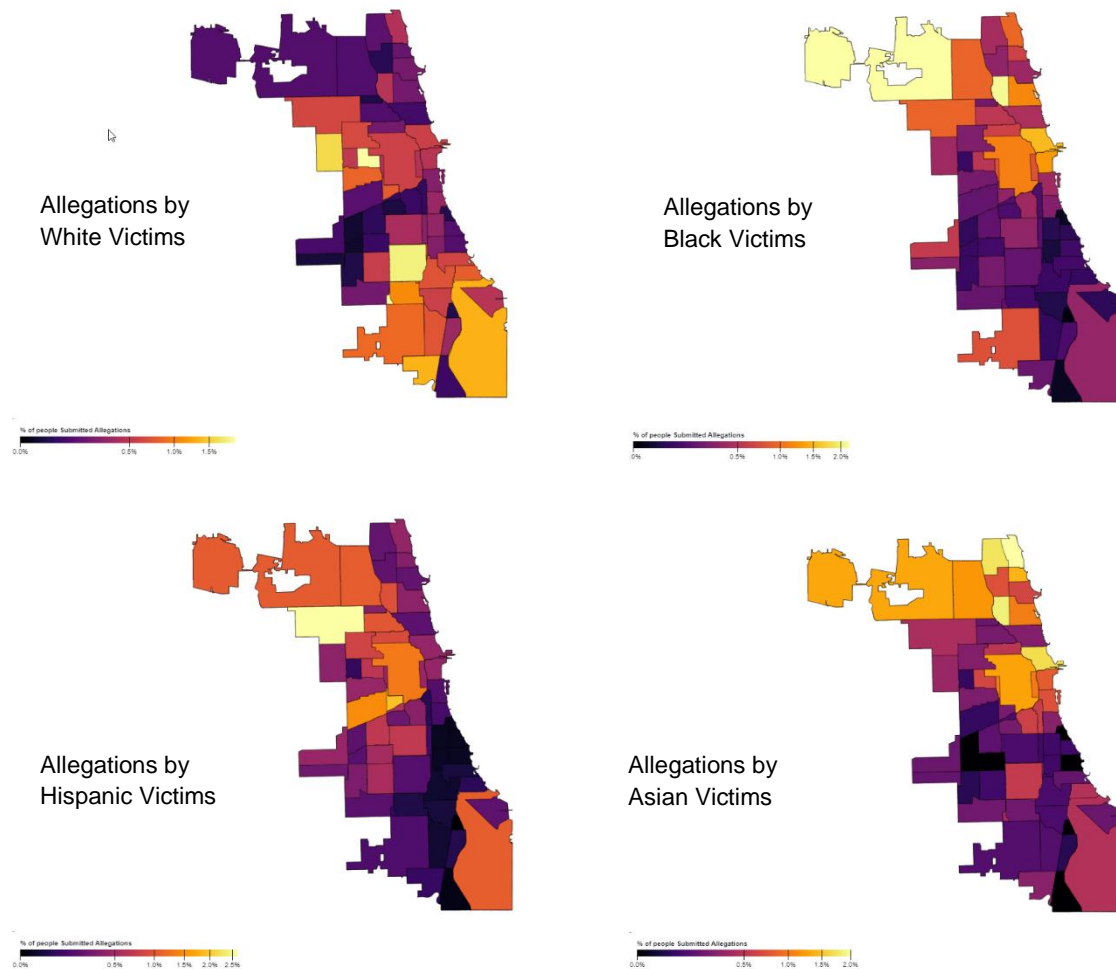 Allegations by
White Victims
% of people Submitted Allegations
0.0% 0.5% 1.0% 1.5%
Allegations by
Black Victims
% of people Submitted Allegations
0% 0.5% 1.0% 1.5% 2.0%
Allegations by
Hispanic Victims
% of people Submitted Allegations
0.0% 0.5% 1.0% 1.5% 2.0% 2.5%
Allegations by
Asian Victims
% of people Submitted Allegations
0.0% 0.5% 1.0% 1.5% 2.0%